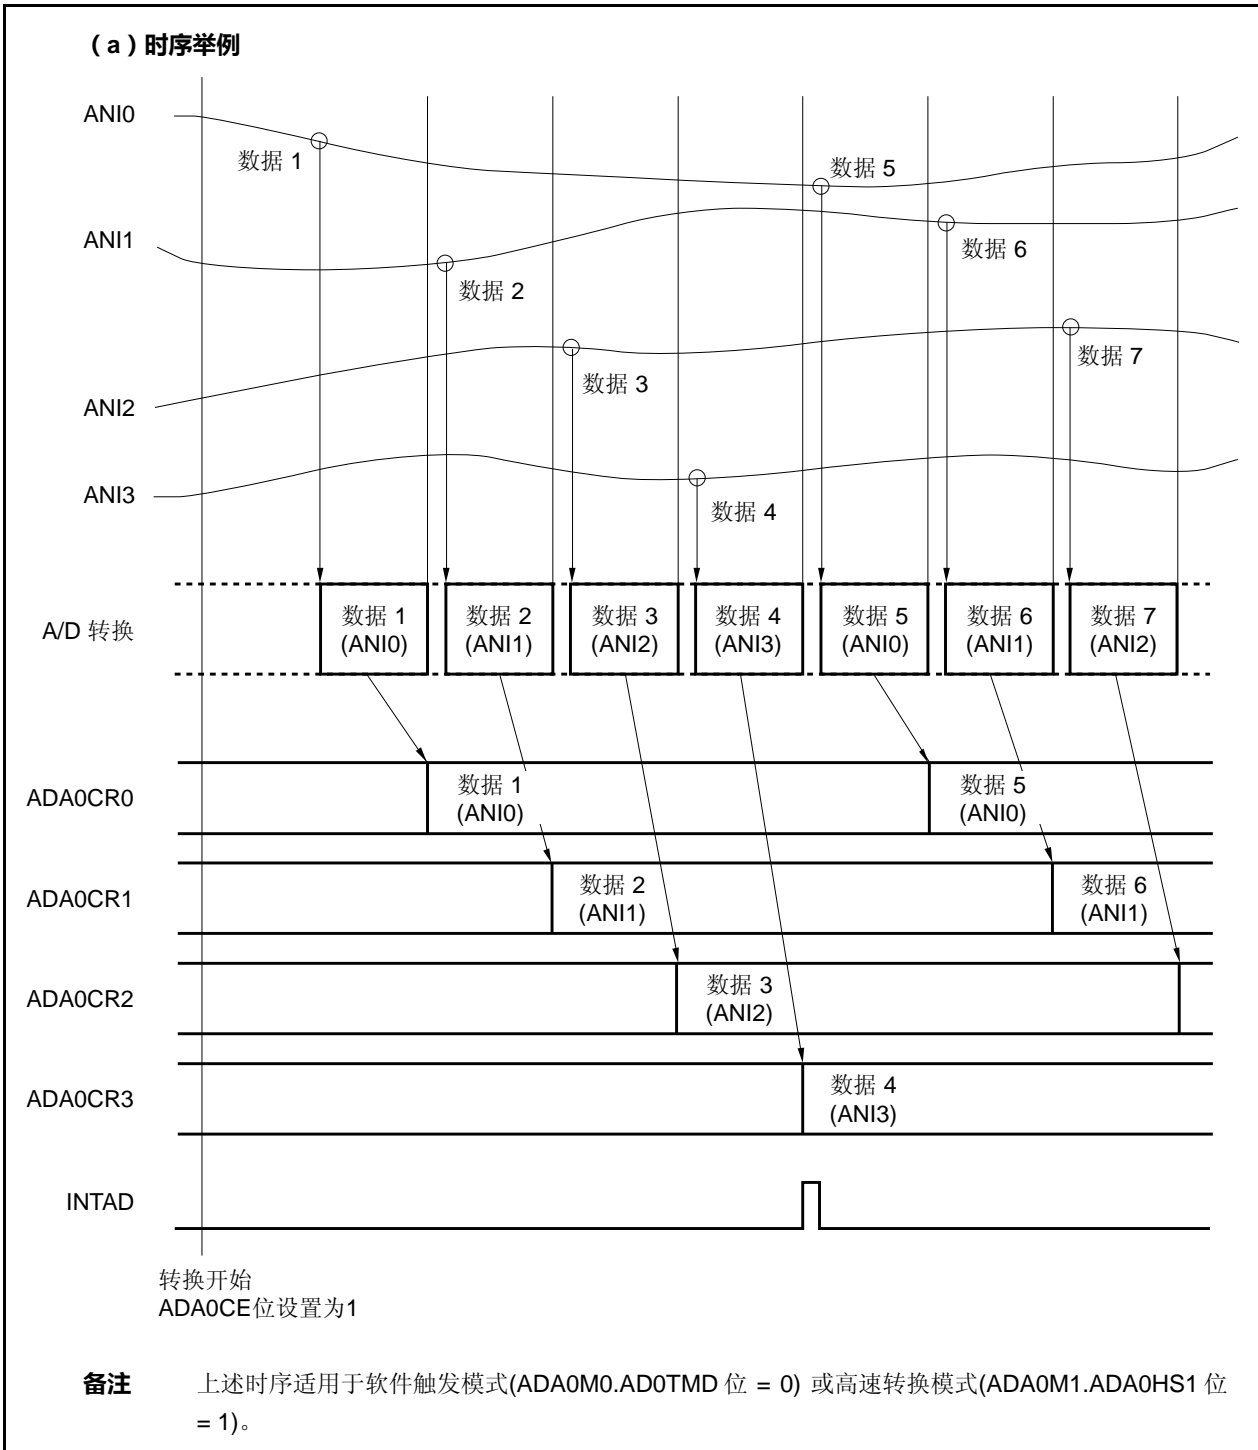 （a）时序举例
ANI0
数据 1
数据 5
ANI1
数据 6
数据 2
数据 7
数据 3
ANI2
ANI3
数据 4
A/D 转换
数据 1
(ANI0)
数据 2
(ANI1)
数据 3
(ANI2)
数据 4
(ANI3)
数据 5
(ANI0)
数据 6
(ANI1)
数据 7
(ANI2)
ADA0CR0
数据 1
(ANI0)
数据 5
(ANI0)
ADA0CR1
数据 2
(ANI1)
数据 6
(ANI1)
ADA0CR2
数据 3
(ANI2)
ADA0CR3
数据 4
(ANI3)
INTAD
转换开始
ADA0CE位设置为1
备注 上述时序适用于软件触发模式(ADA0M0.AD0TMD 位 = 0) 或高速转换模式(ADA0M1.ADA0HS1 位
= 1)。